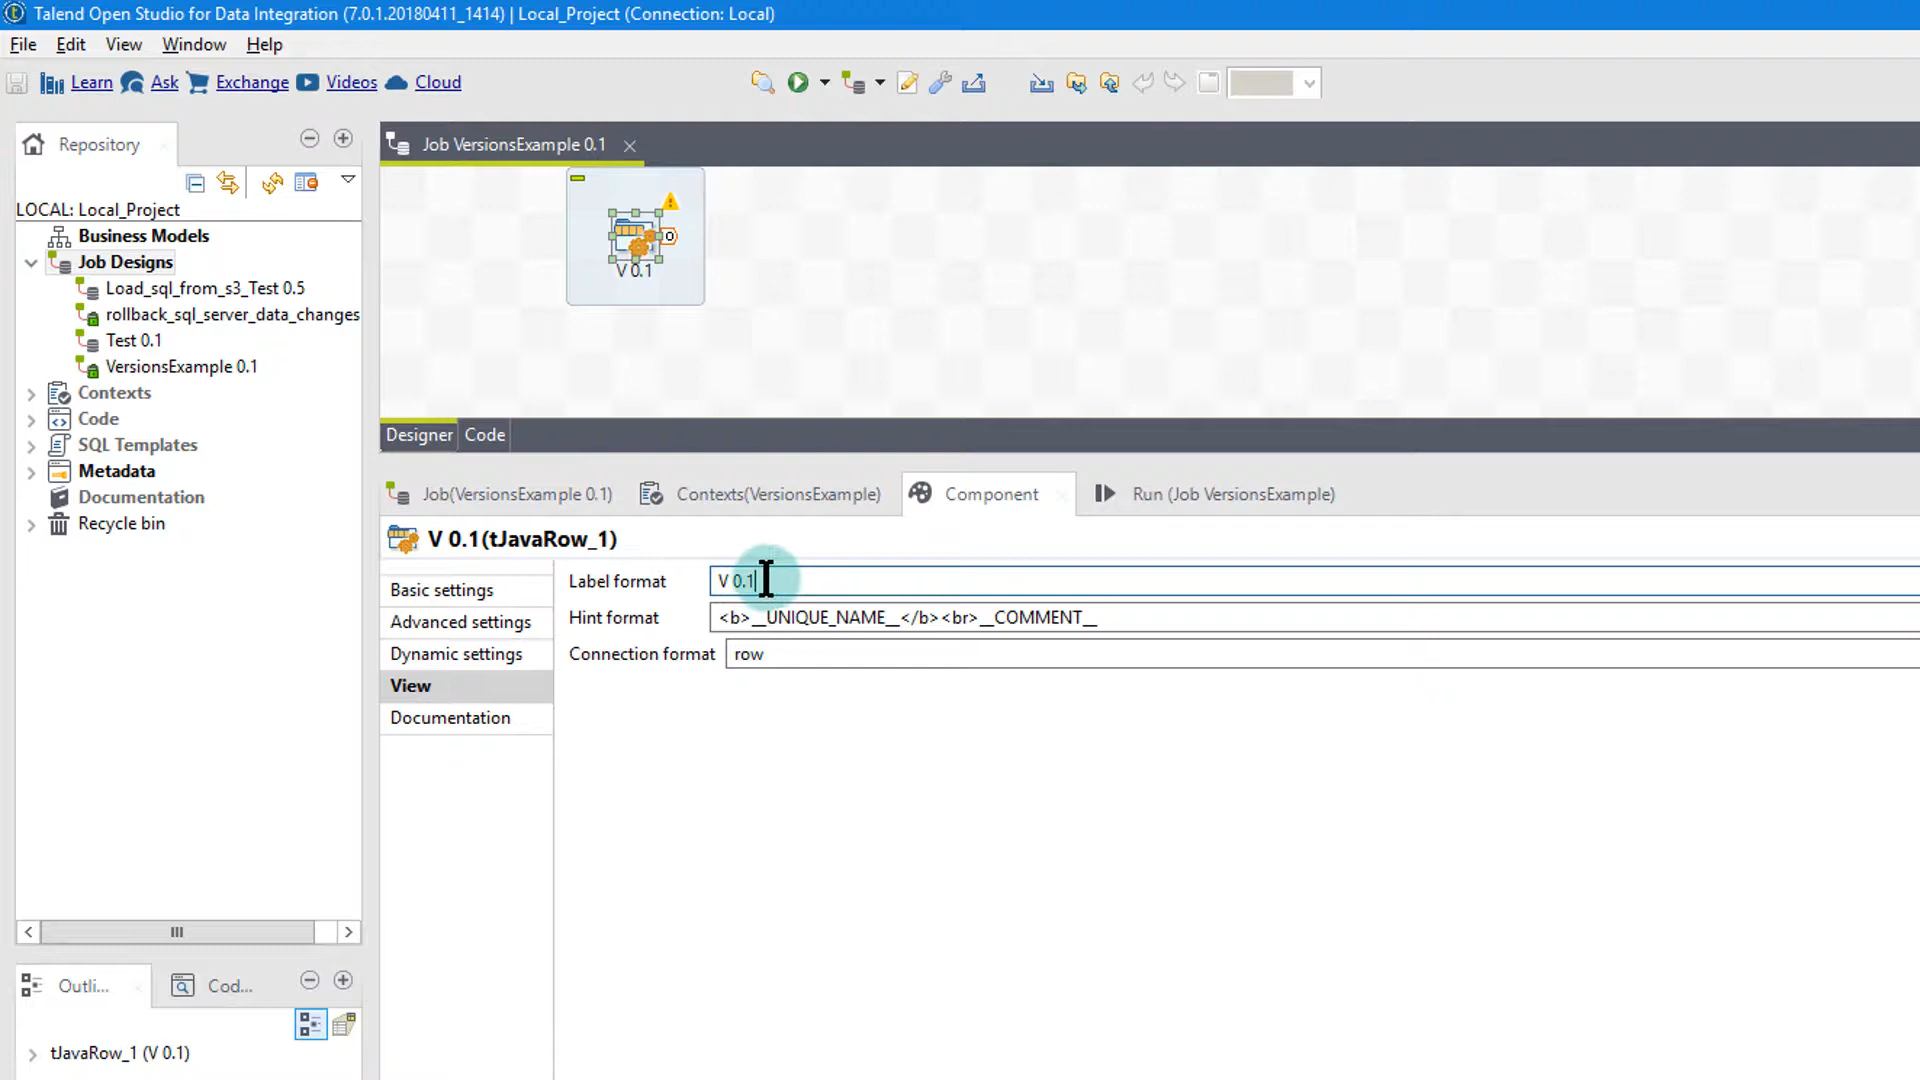 Talend Open Studio for Data Integration (7.0.1.20180411_1414) | Local_Project (Connection: Local)
File Edit View Window Help
Learn Ask Exchange Videos Cloud
Repository
LOCAL: Local_Project
Business Models
Job Designs
Load_sql_from_s3_Test 0.5
rollback_sql_server_data_changes
Test 0.1
VersionsExample 0.1
Contexts
Code
SQL Templates
Metadata
Documentation
Recycle bin
Outli...
Cod...
tJavaRow_1 (V 0.1)
Job VersionsExample 0.1
V 0.1
Designer Code
Job(VersionsExample 0.1) Contexts(VersionsExample) Component Run (Job VersionsExample)
V 0.1(tJavaRow_1)
Basic settings
Advanced settings
Dynamic settings
View
Documentation
Label format V 0.1
Hint format <b>__UNIQUE_NAME__</b><br>__COMMENT__
Connection format row